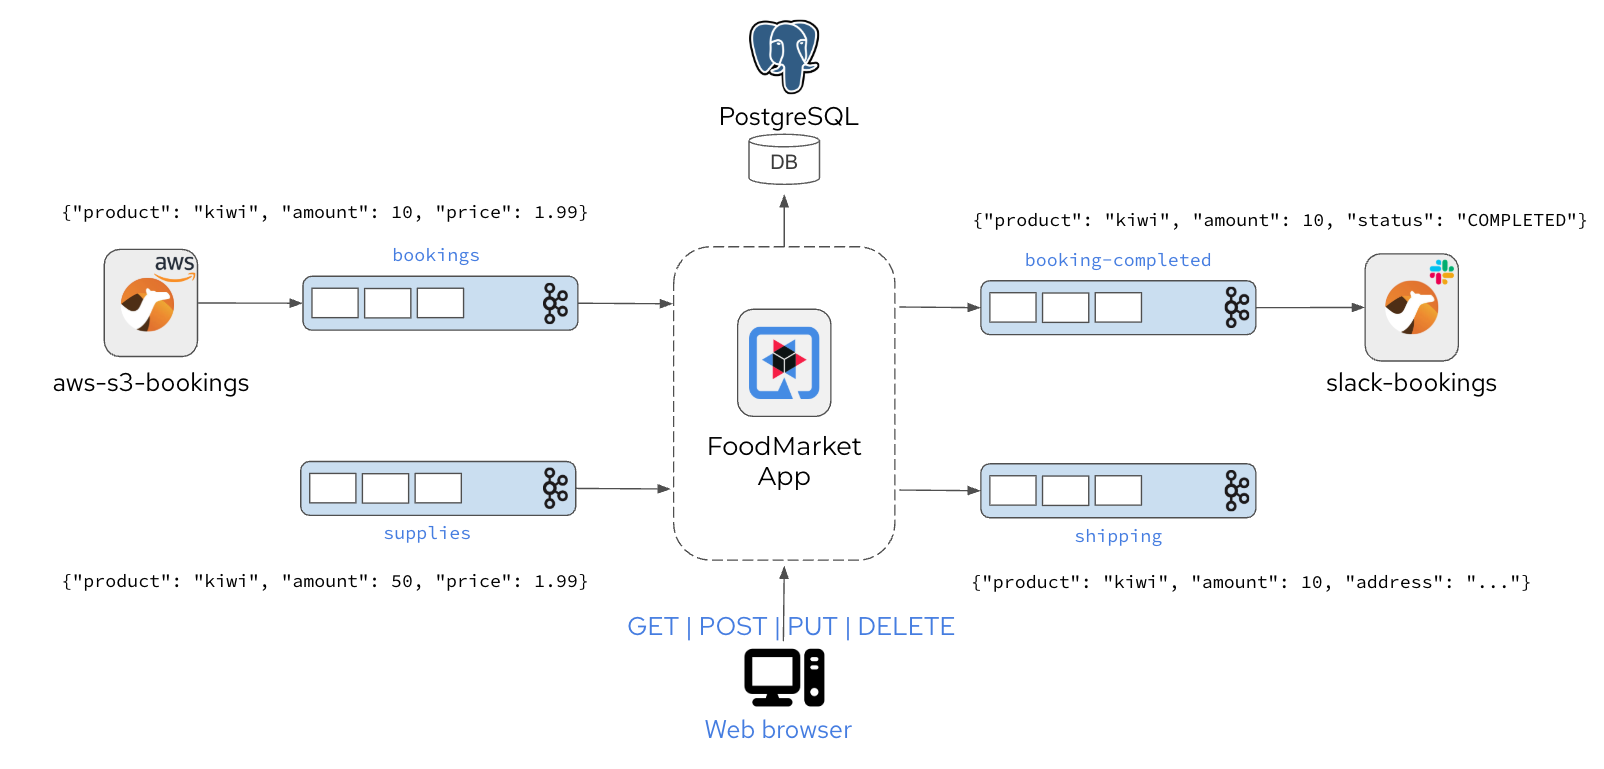 PostgreSQL
DB
{"product": "kiwi", "amount": 10, "price": 1.99}
bookings
aws
aws-s3-bookings
{"product": "kiwi", "amount": 10, "status": "COMPLETED"}
booking-completed
slack-bookings
FoodMarket
App
supplies
{"product": "kiwi", "amount": 50, "price": 1.99}
shipping
{"product": "kiwi", "amount": 10, "address": "..."}
GET | POST | PUT | DELETE
Web browser